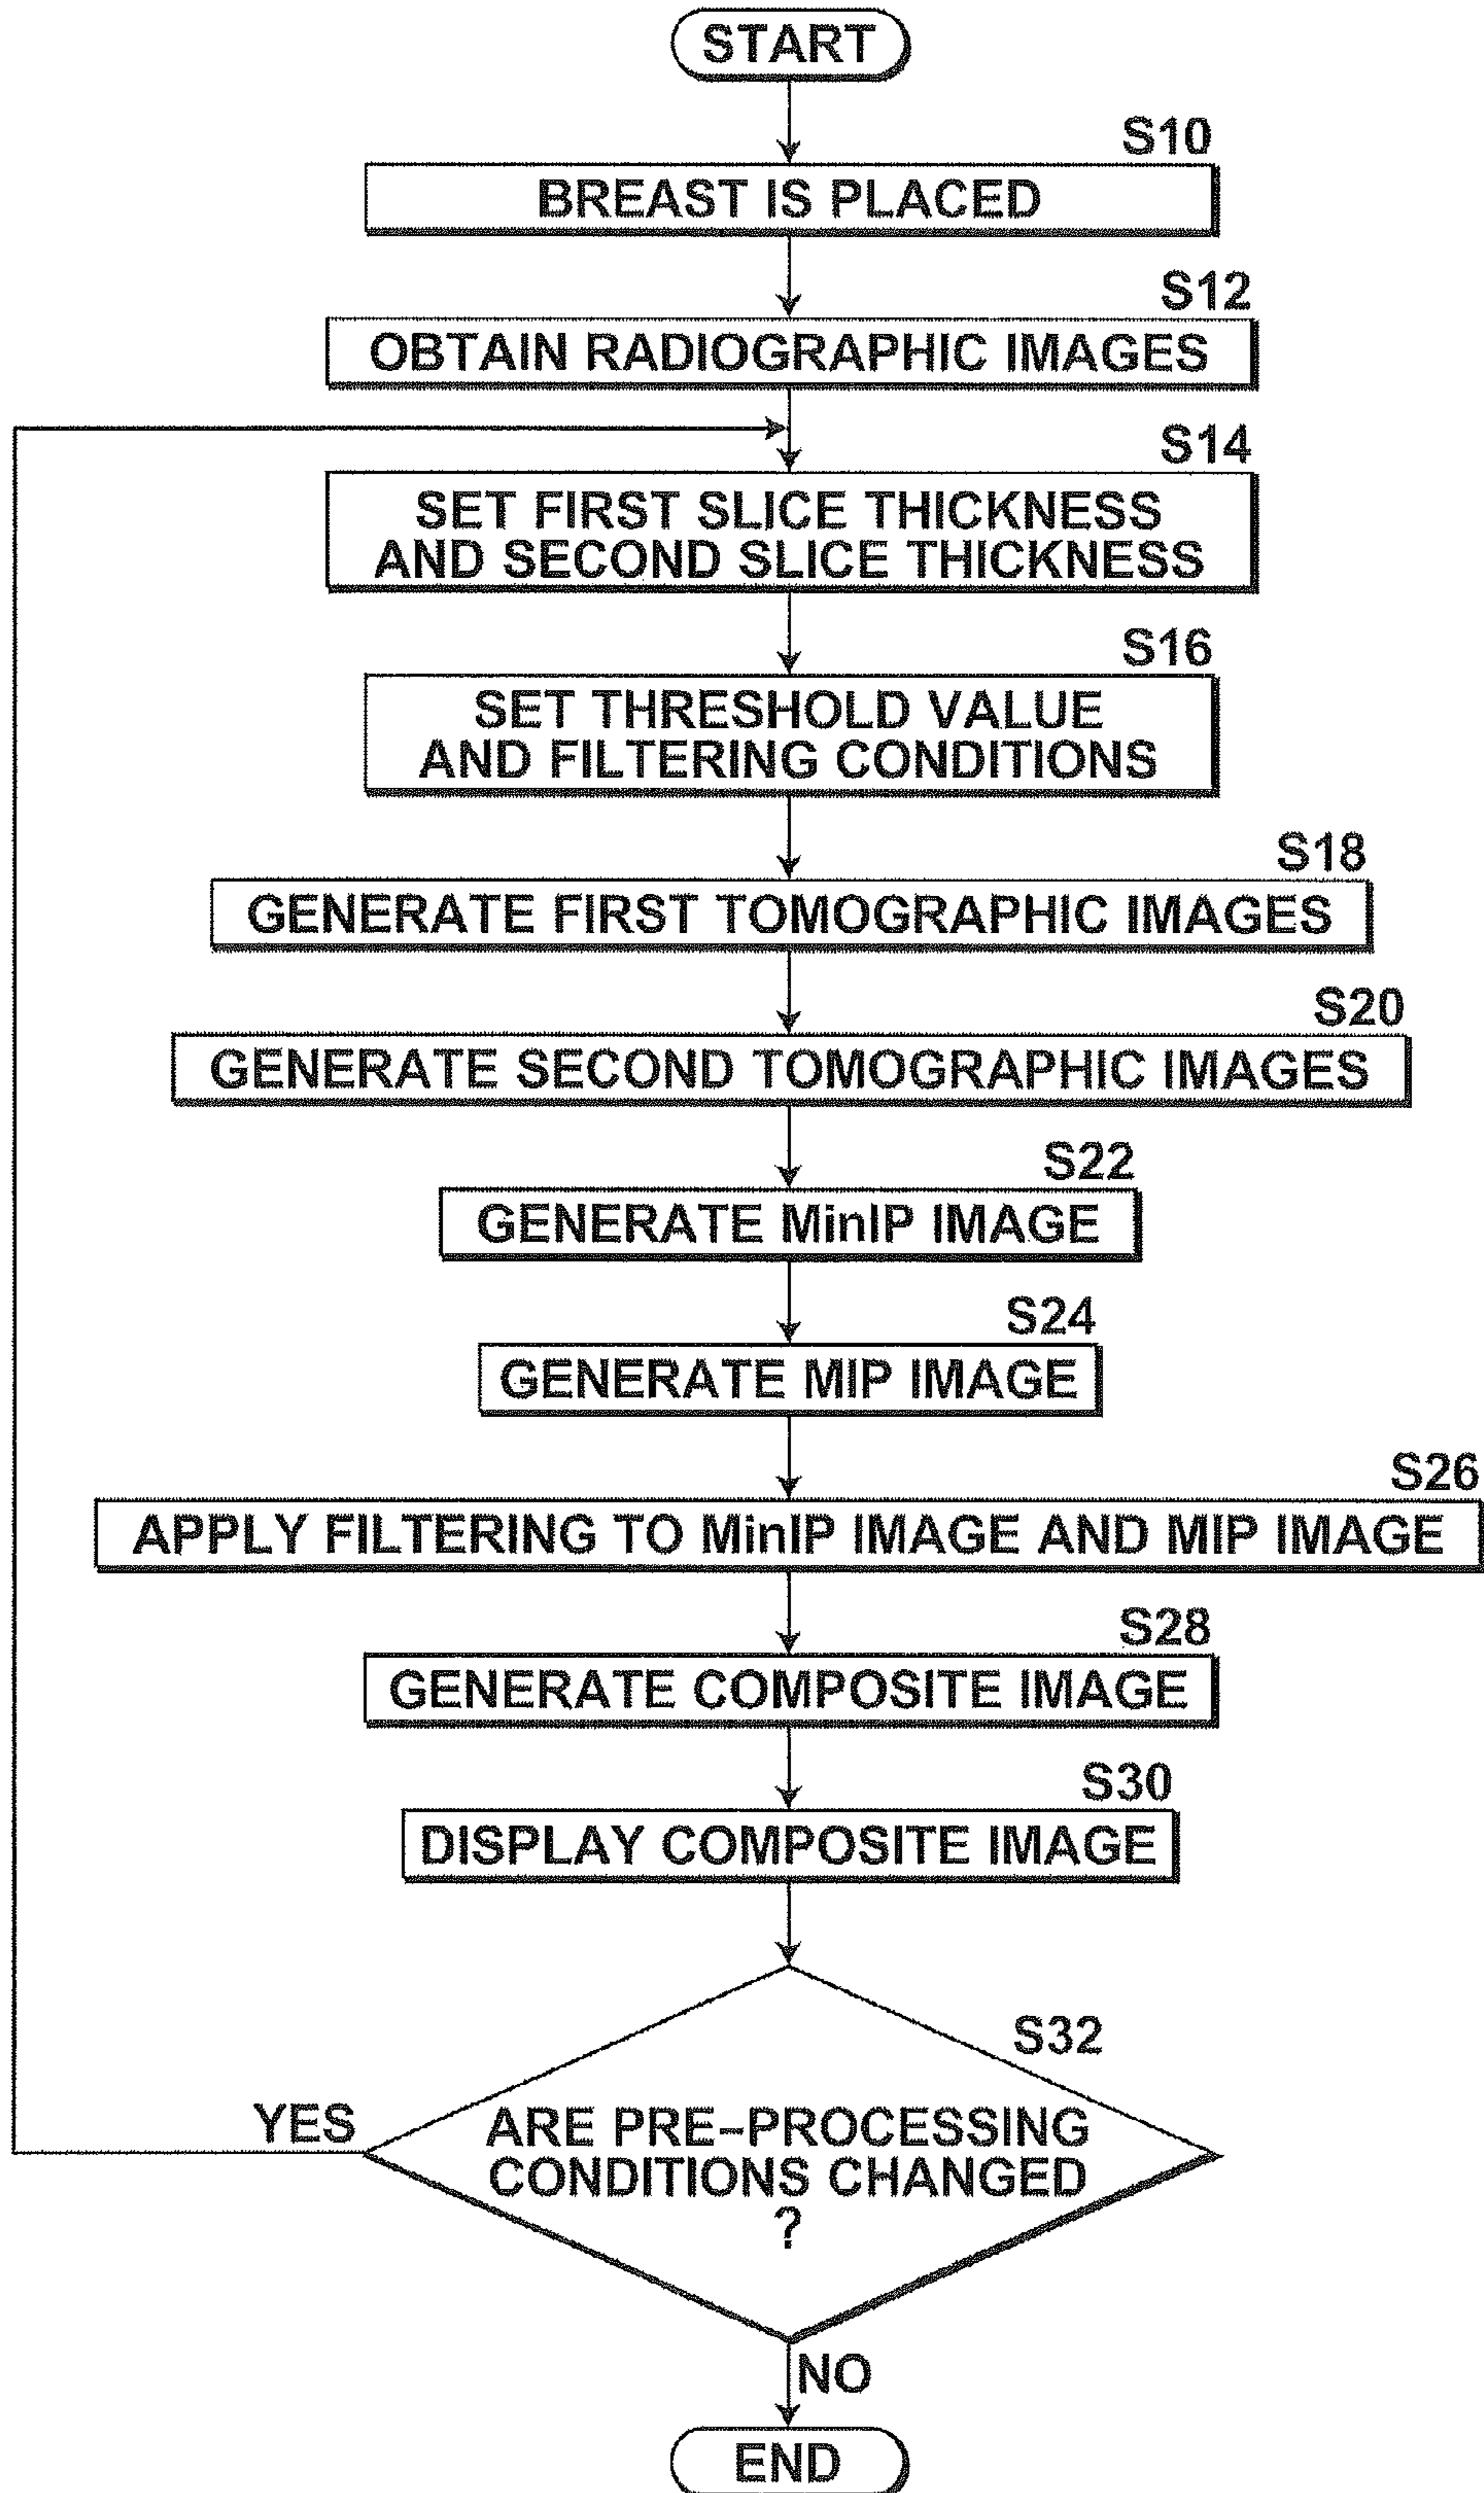 START
S10
BREAST IS PLACED
S12
OBTAIN RADIOGRAPHIC IMAGES
S14
SET FIRST SLICE THICKNESS
AND SECOND SLICE THICKNESS
S16
SET THRESHOLD VALUE
AND FILTERING CONDITIONS
S18
GENERATE FIRST TOMOGRAPHIC IMAGES
S20
GENERATE SECOND TOMOGRAPHIC IMAGES
S22
GENERATE MinIP IMAGE
S24
GENERATE MIP IMAGE
S26
APPLY FILTERING TO MinIP IMAGE AND MIP IMAGE
S28
GENERATE COMPOSITE IMAGE
S30
DISPLAY COMPOSITE IMAGE
S32
YES
ARE PRE-PROCESSING
CONDITIONS CHANGED
?
NO
END